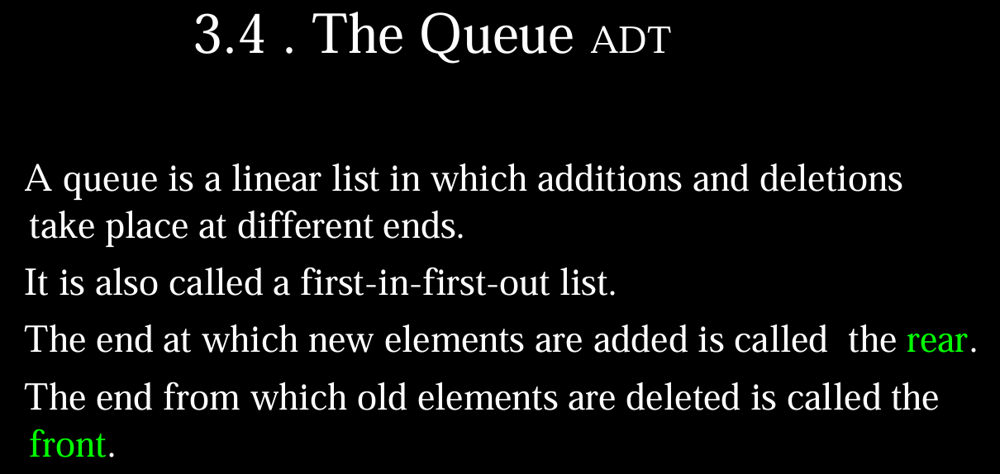 3.4 . The Queue ADT
A queue is a linear list in which additions and deletions
take place at different ends.
It is also called a first-in-first-out list.
The end at which new elements are added is called  the rear.
The end from which old elements are deleted is called the
front.